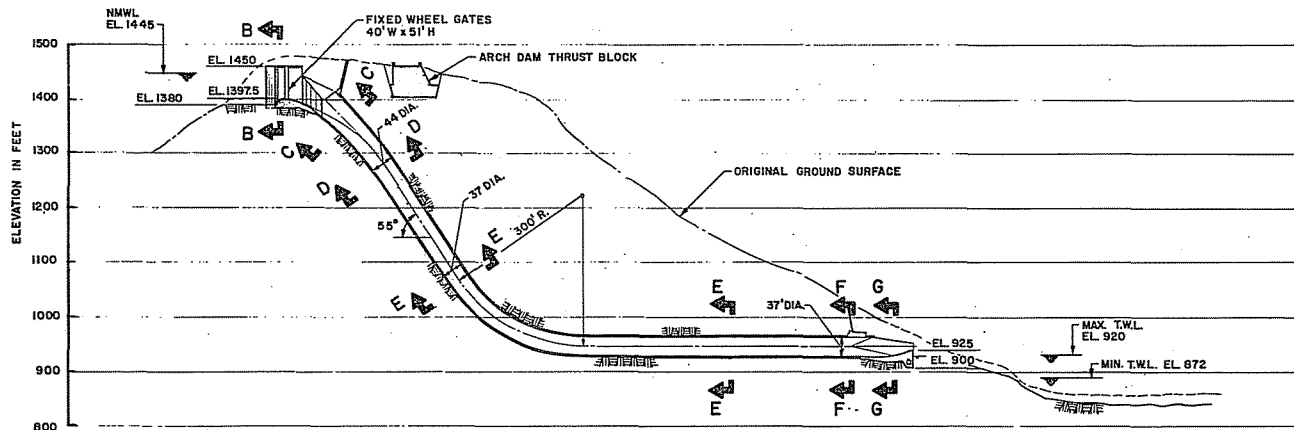 NMWL
EL. 1445
B
FIXED WHEEL GATES
40' W x 51' H
1500
EL. 1450
ARCH DAM THRUST BLOCK
C
EL. 1397.5
1400
EL. 1380
44 DIA.
B
D
C
1300
ORIGINAL GROUND SURFACE
37 DIA.
D
1200
300' R.
55°
E
ELEVATION IN FEET
1100
E
E
F
G
37' DIA.
1000
MAX. T.W.L.
EL. 920
EL. 925
EL. 900
MIN. T.W.L. EL. 872
900
E
F
G
800